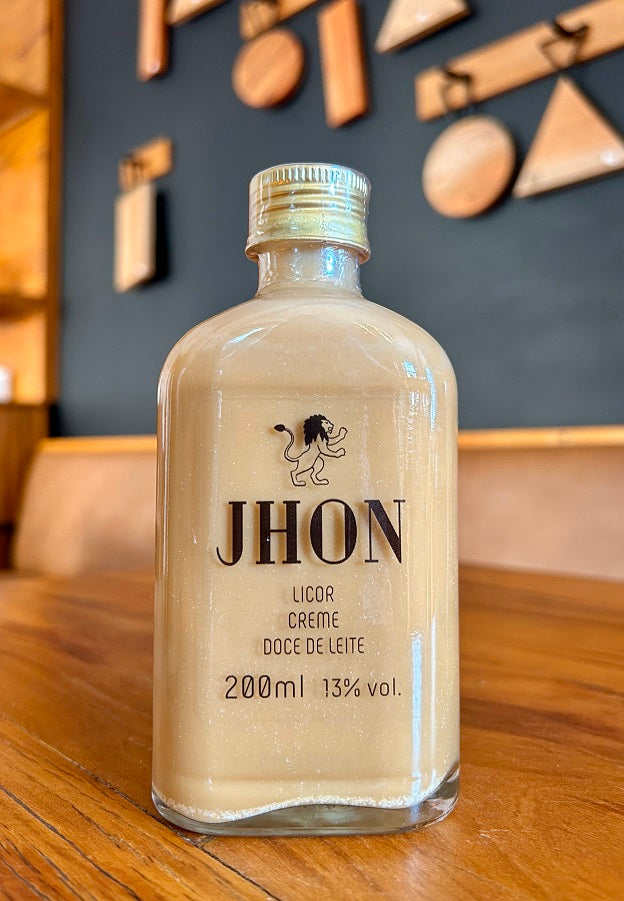 JHON
LICOR
CREME
DOCE DE LEITE
200ml 13% vol.